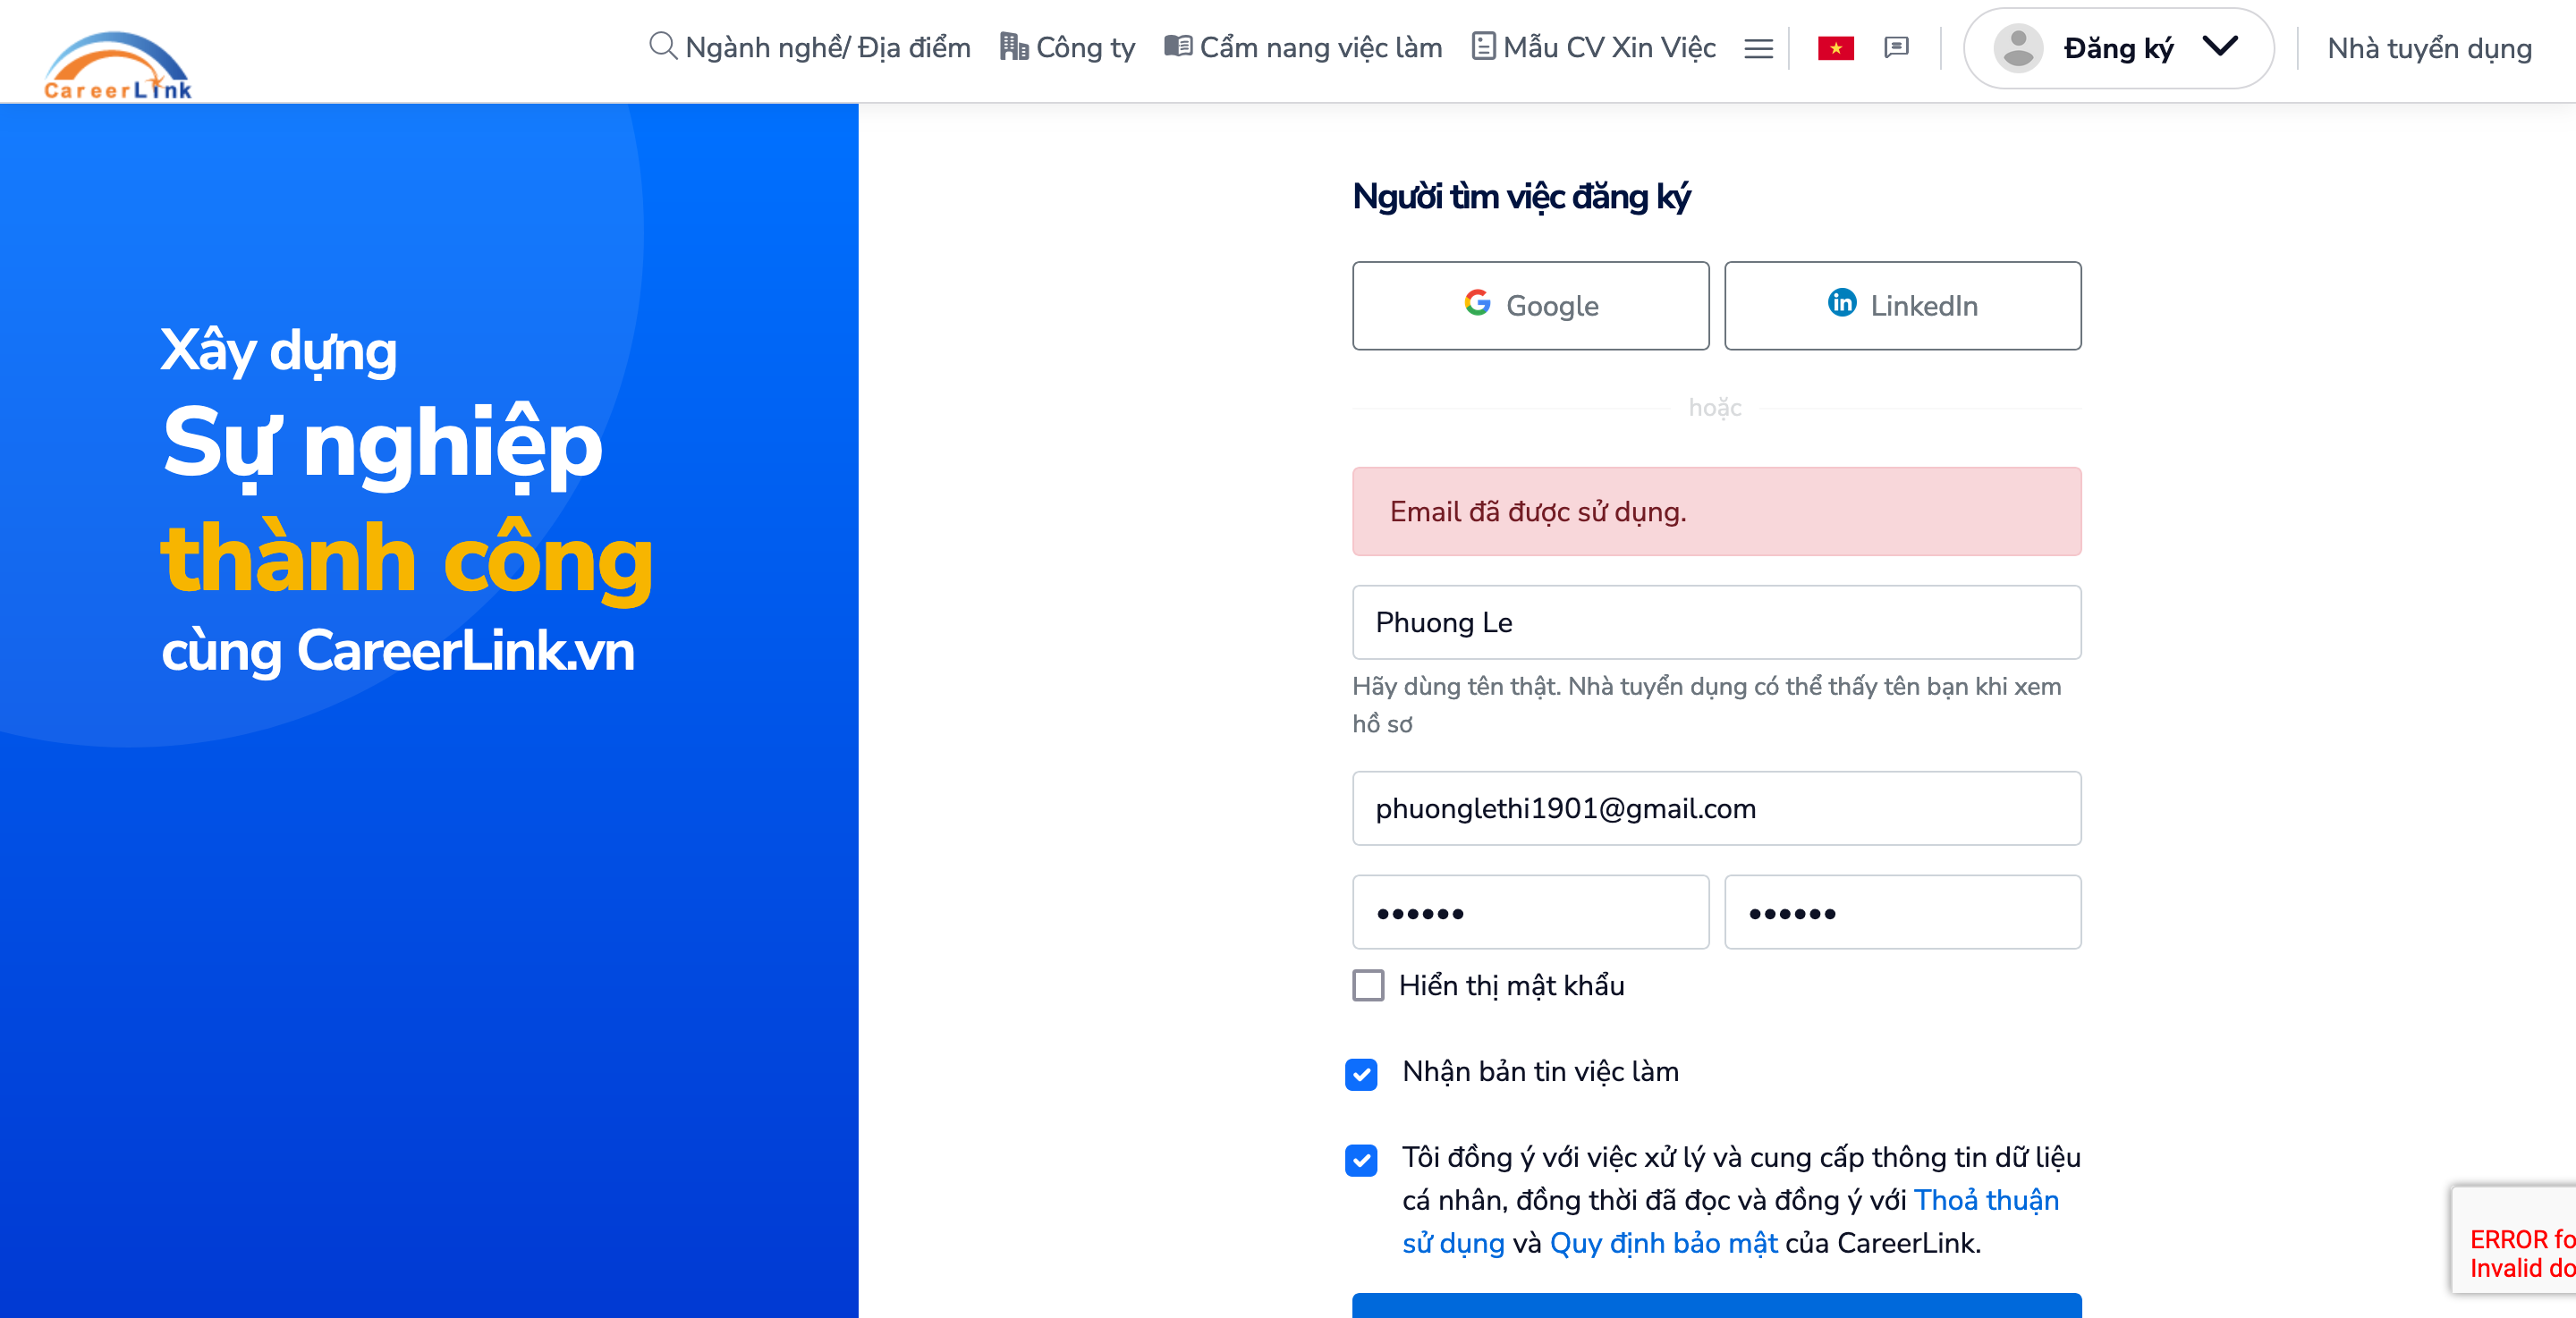 CareerLink
Ngành nghề/ Địa điểm
Công ty
Cẩm nang việc làm
Mẫu CV Xin Việc
Đăng ký
Nhà tuyển dụng
Xây dựng
Sự nghiệp
thành công
cùng CareerLink.vn
Người tìm việc đăng ký
Google
LinkedIn
hoặc
Email đã được sử dụng.
Phuong Le
Hãy dùng tên thật. Nhà tuyển dụng có thể thấy tên bạn khi xem
hồ sơ
phuonglethi1901@gmail.com
Hiển thị mật khẩu
Nhận bản tin việc làm
Tôi đồng ý với việc xử lý và cung cấp thông tin dữ liệu
cá nhân, đồng thời đã đọc và đồng ý với Thoả thuận
sử dụng và Quy định bảo mật của CareerLink.
ERROR fo
Invalid do